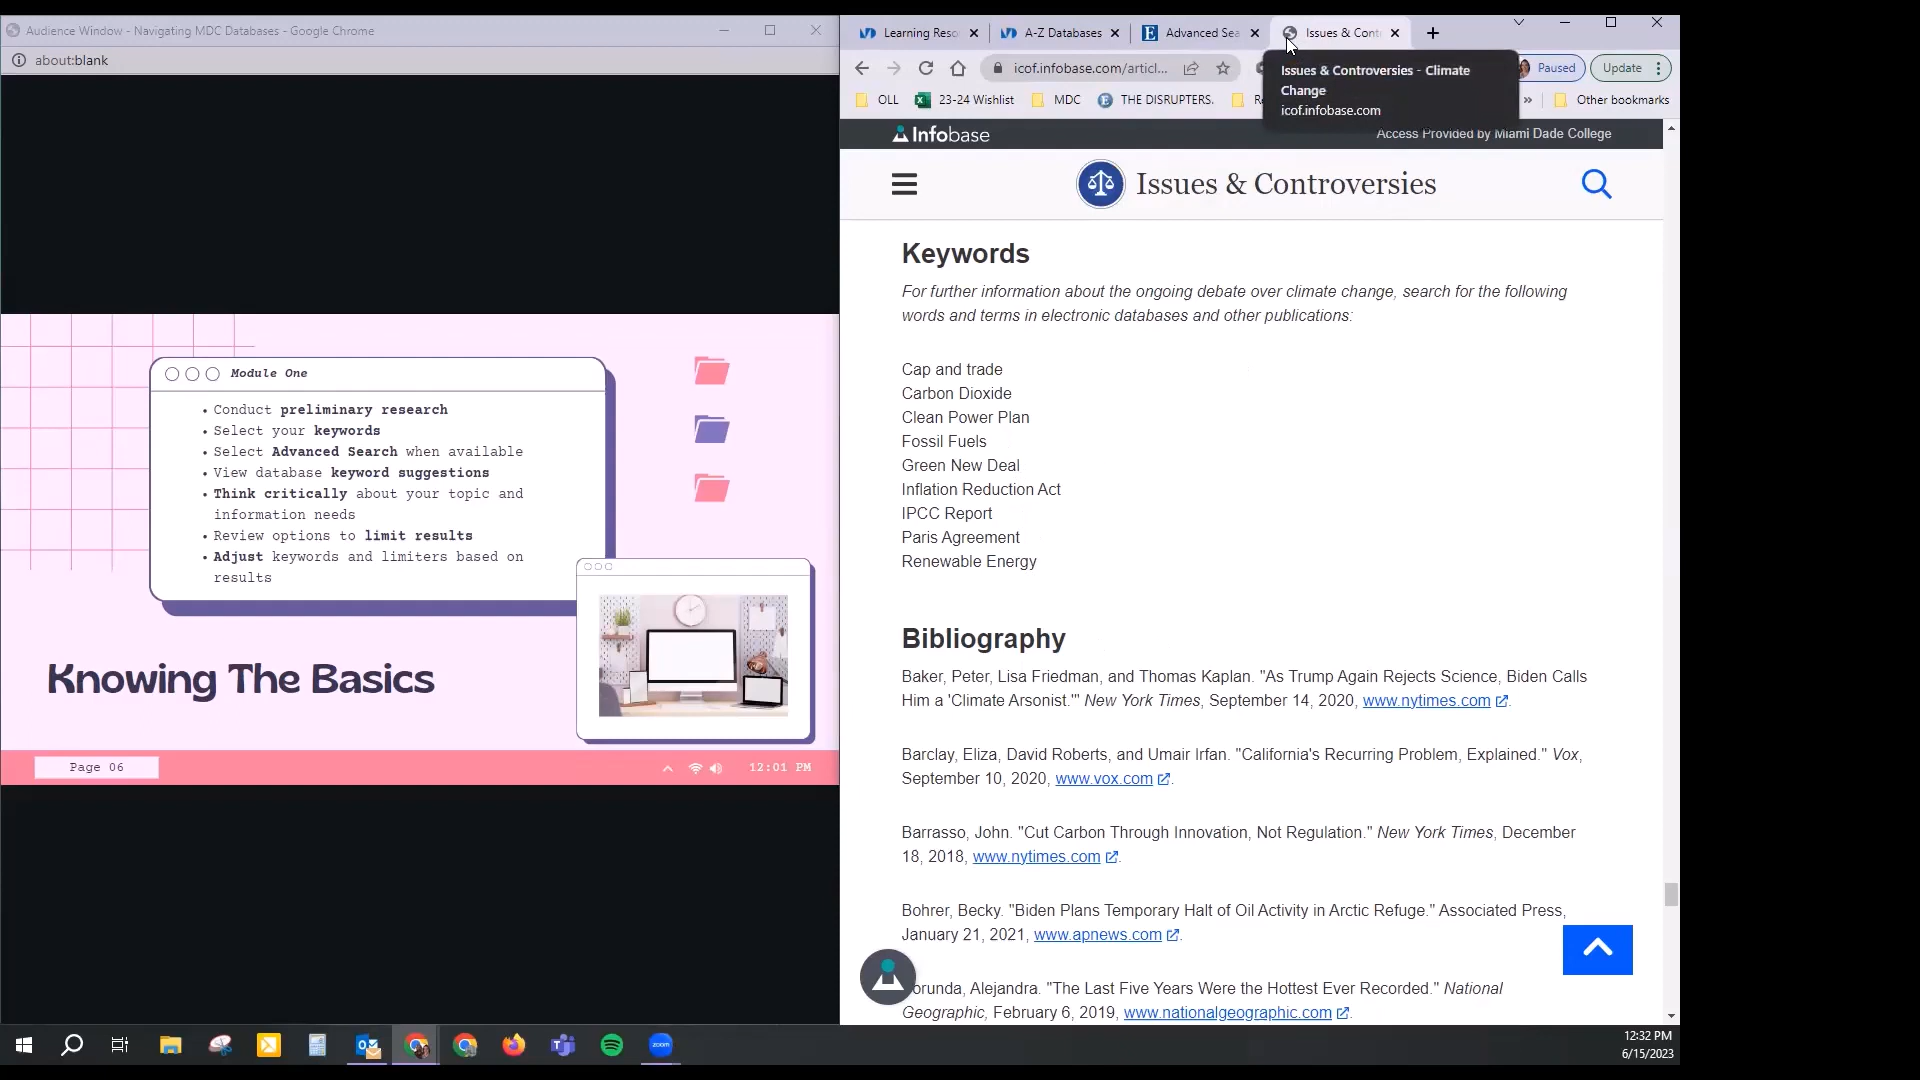 Audience Window - Navigating MDC Databases - Google Chrome
about:blank
Module One
• Conduct preliminary research
• Select your keywords
• Select Advanced Search when available
• View database keyword suggestions
• Think critically about your topic and
information needs
• Review options to limit results
• Adjust keywords and limiters based on
results
Knowing The Basics
Page 06
12:01 PM
Learning Reso
A-Z Databases
Advanced Sea
Issues & Cont
icof.infobase.com/articl...
Paused
Update
Issues & Controversies - Climate
Change
icof.infobase.com
OLL
23-24 Wishlist
MDC
THE DISRUPTERS.
»
Other bookmarks
Infobase
Access Provided by Miami Dade College
Issues & Controversies
Keywords
For further information about the ongoing debate over climate change, search for the following
words and terms in electronic databases and other publications:
Cap and trade
Carbon Dioxide
Clean Power Plan
Fossil Fuels
Green New Deal
Inflation Reduction Act
IPCC Report
Paris Agreement
Renewable Energy
Bibliography
Baker, Peter, Lisa Friedman, and Thomas Kaplan. "As Trump Again Rejects Science, Biden Calls
Him a 'Climate Arsonist.'" New York Times, September 14, 2020, www.nytimes.com.
Barclay, Eliza, David Roberts, and Umair Irfan. "California's Recurring Problem, Explained." Vox,
September 10, 2020, www.vox.com.
Barrasso, John. "Cut Carbon Through Innovation, Not Regulation." New York Times, December
18, 2018, www.nytimes.com.
Bohrer, Becky. "Biden Plans Temporary Halt of Oil Activity in Arctic Refuge." Associated Press,
January 21, 2021, www.apnews.com.
orunda, Alejandra. "The Last Five Years Were the Hottest Ever Recorded." National
Geographic, February 6, 2019, www.nationalgeographic.com.
zoom
12:32 PM
6/15/2023